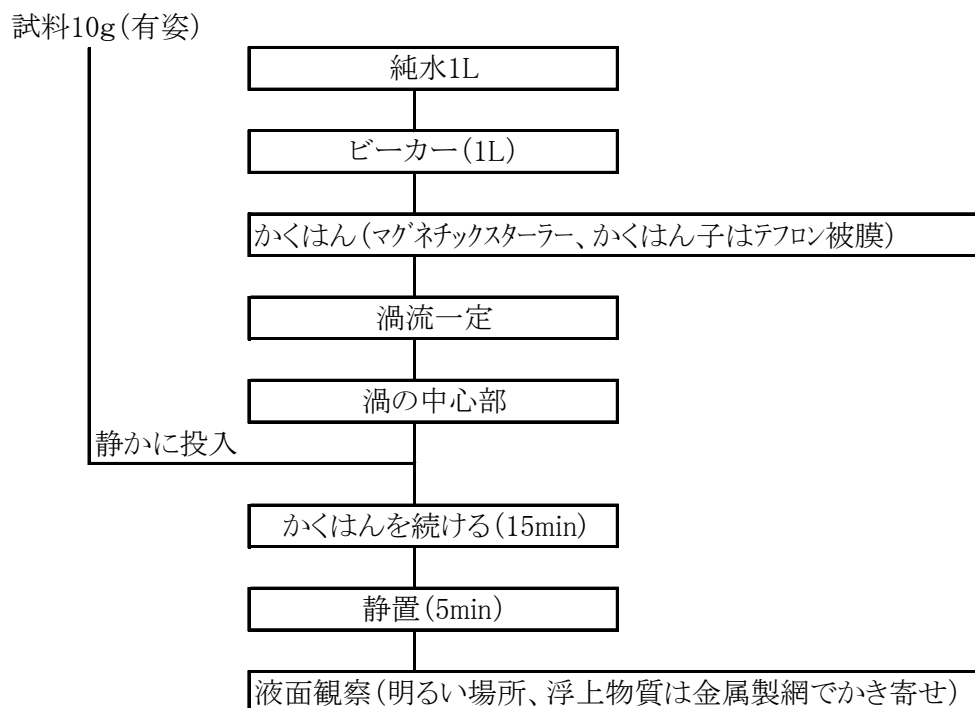 試料10g(有姿)
純水1L
ビーカー(1L)
かくはん(マグネチックスターラー、かくはん子はテフロン被膜)
渦流一定
渦の中心部
静かに投入
かくはんを続ける(15min)
静置(5min)
液面観察(明るい場所、浮上物質は金属製網でかき寄せ)